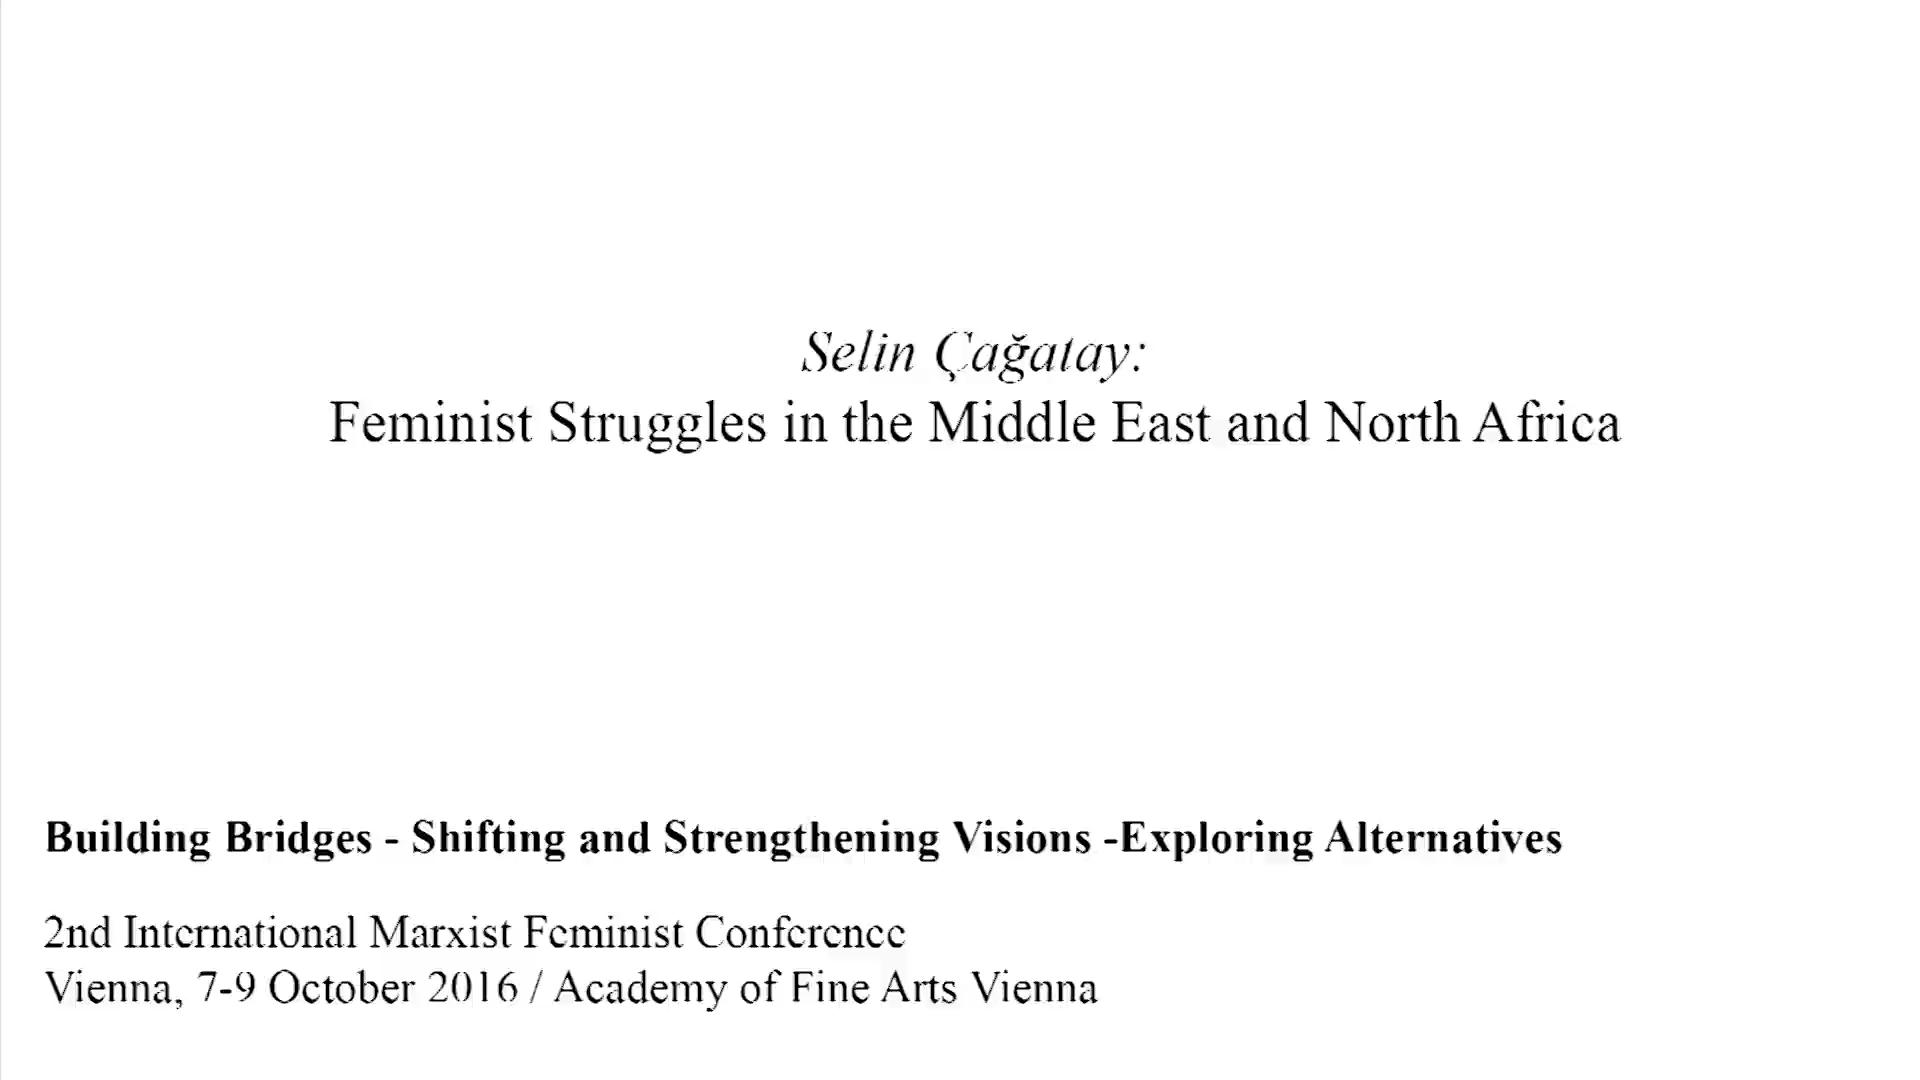 Selin Çağatay:
Feminist Struggles in the Middle East and North Africa
Building Bridges - Shifting and Strengthening Visions -Exploring Alternatives
2nd International Marxist Feminist Conference
Vienna, 7-9 October 2016 / Academy of Fine Arts Vienna